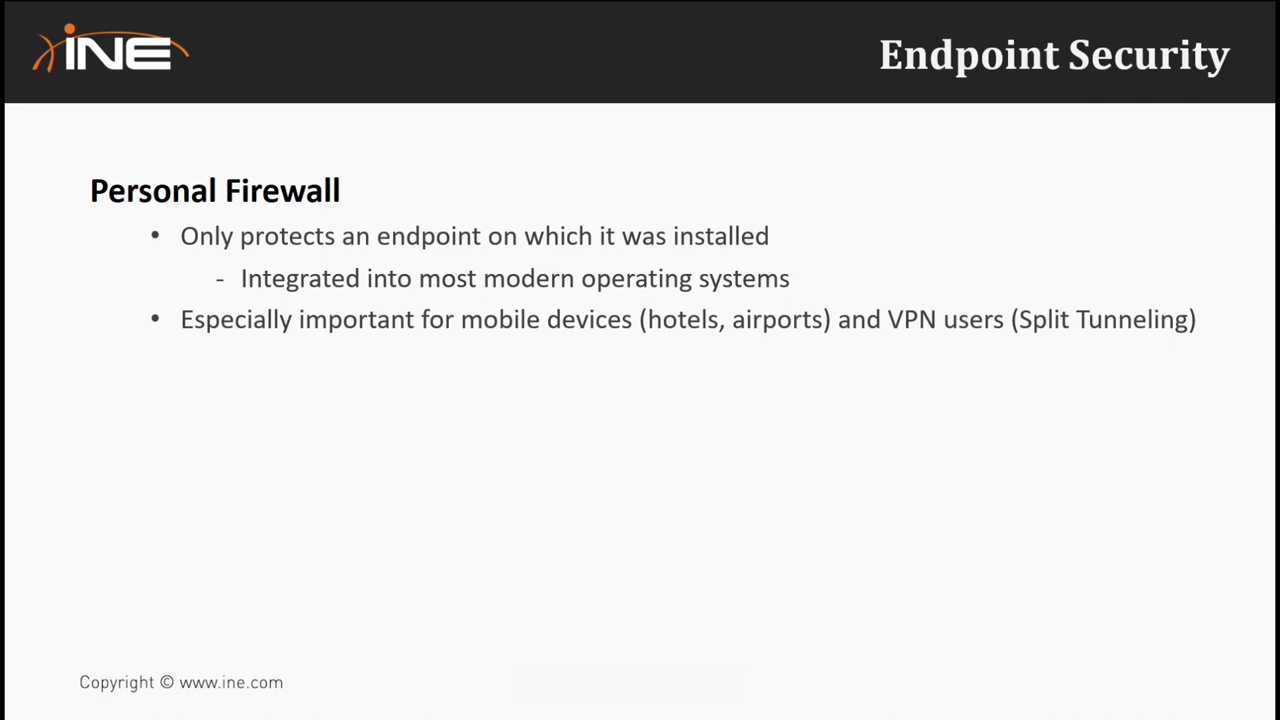 INE
Endpoint Security
Personal Firewall
• Only protects an endpoint on which it was installed
- Integrated into most modern operating systems
• Especially important for mobile devices (hotels, airports) and VPN users (Split Tunneling)
Copyright © www.ine.com